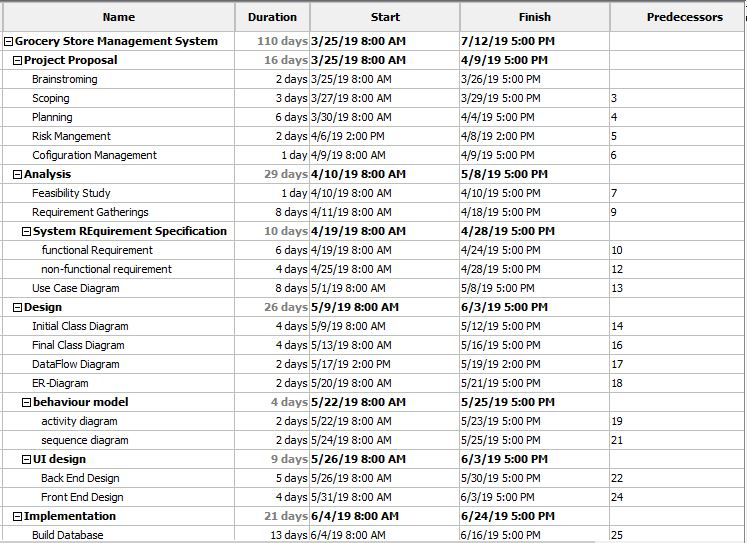 Name Duration Start Finish Predecessors
Grocery Store Management System 110 days 3/25/19 8:00 AM 7/12/19 5:00 PM
Project Proposal 16 days 3/25/19 8:00 AM 4/9/19 5:00 PM
Brainstroming 2 days 3/25/19 8:00 AM 3/26/19 5:00 PM
Scoping 3 days 3/27/19 8:00 AM 3/29/19 5:00 PM 3
Planning 6 days 3/30/19 8:00 AM 4/4/19 5:00 PM 4
Risk Mangement 2 days 4/6/19 2:00 PM 4/8/19 2:00 PM 5
Cofiguration Management 1 day 4/9/19 8:00 AM 4/9/19 5:00 PM 6
Analysis 29 days 4/10/19 8:00 AM 5/8/19 5:00 PM
Feasibility Study 1 day 4/10/19 8:00 AM 4/10/19 5:00 PM 7
Requirement Gatherings 8 days 4/11/19 8:00 AM 4/18/19 5:00 PM 9
System REquirement Specification 10 days 4/19/19 8:00 AM 4/28/19 5:00 PM
functional Requirement 6 days 4/19/19 8:00 AM 4/24/19 5:00 PM 10
non-functional requirement 4 days 4/25/19 8:00 AM 4/28/19 5:00 PM 12
Use Case Diagram 8 days 5/1/19 8:00 AM 5/8/19 5:00 PM 13
Design 26 days 5/9/19 8:00 AM 6/3/19 5:00 PM
Initial Class Diagram 4 days 5/9/19 8:00 AM 5/12/19 5:00 PM 14
Final Class Diagram 4 days 5/13/19 8:00 AM 5/16/19 5:00 PM 16
DataFlow Diagram 2 days 5/17/19 2:00 PM 5/19/19 2:00 PM 17
ER-Diagram 2 days 5/20/19 8:00 AM 5/21/19 5:00 PM 18
behaviour model 4 days 5/22/19 8:00 AM 5/25/19 5:00 PM
activity diagram 2 days 5/22/19 8:00 AM 5/23/19 5:00 PM 19
sequence diagram 2 days 5/24/19 8:00 AM 5/25/19 5:00 PM 21
UI design 9 days 5/26/19 8:00 AM 6/3/19 5:00 PM
Back End Design 5 days 5/26/19 8:00 AM 5/30/19 5:00 PM 22
Front End Design 4 days 5/31/19 8:00 AM 6/3/19 5:00 PM 24
Implementation 21 days 6/4/19 8:00 AM 6/24/19 5:00 PM
Build Database 13 days 6/4/19 8:00 AM 6/16/19 5:00 PM 25